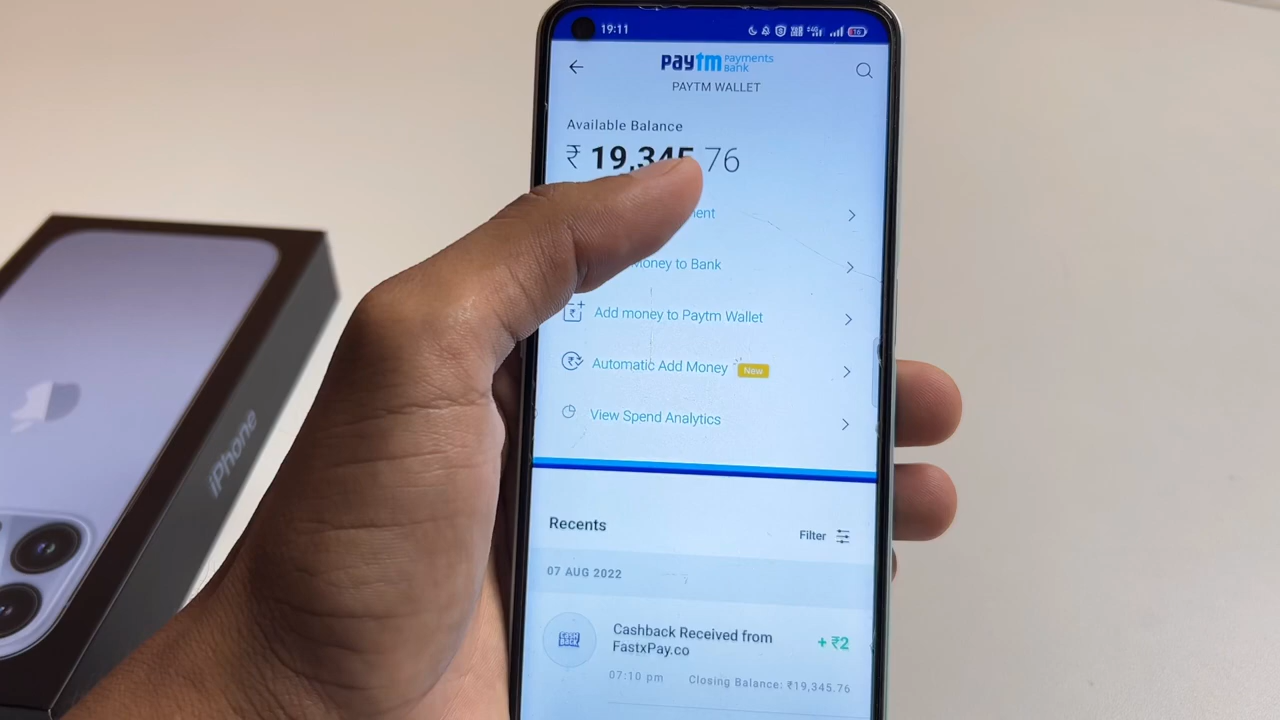 19:11
paytm Payments Bank
PAYTM WALLET
Available Balance
₹ 19,345.76
Money to Bank
Add money to Paytm Wallet
Automatic Add Money New
View Spend Analytics
iPhone
Recents
Filter
07 AUG 2022
Cashback Received from
FastxPay.co
+ ₹2
07:10 pm Closing Balance: ₹19,345.76